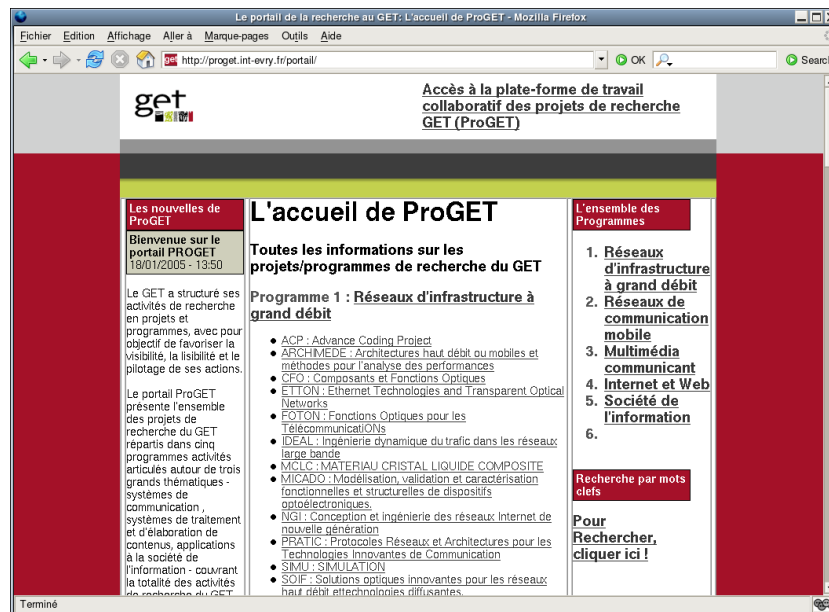 Le portail de la recherche au GET: L'accueil de ProGET - Mozilla Firefox
Fichier Edition Affichage Aller à Marque-pages Outils Aide
get http://proget.int-evry.fr/portail/ OK Search
get
Accès à la plate-forme de travail
collaboratif des projets de recherche
GET (ProGET)
Les nouvelles de
ProGET
Bienvenue sur le
portail PROGET
18/01/2005 - 13:50
Le GET a structuré ses
activités de recherche
en projets et
programmes, avec pour
objectif de favoriser la
visibilité, la lisibilité et le
pilotage de ses actions.
Le portail ProGET
présente l'ensemble
des projets de
recherche du GET
répartis dans cinq
programmes activités
articulés autour de trois
grands thématiques -
systèmes de
communication ,
systèmes de traitement
et d'élaboration de
contenus, applications
à la société de
l'information - couvrant
la totalité des activités
de recherche du GET
L'accueil de ProGET
Toutes les informations sur les
projets/programmes de recherche du GET
Programme 1 : Réseaux d'infrastructure à
grand débit
ACP : Advance Coding Project
ARCHIMEDE : Architectures haut débit ou mobiles et
méthodes pour l'analyse des performances
CFO : Composants et Fonctions Optiques
ETTON : Ethernet Technologies and Transparent Optical
Networks
FOTON : Fonctions Optiques pour les
TélécommunicatiONs
IDEAL : Ingénierie dynamique du trafic dans les réseaux
large bande
MCLC : MATERIAU CRISTAL LIQUIDE COMPOSITE
MICADO : Modélisation, validation et caractérisation
fonctionnelles et structurelles de dispositifs
optoélectroniques.
NGI : Conception et ingénierie des réseaux Internet de
nouvelle génération
PRATIC : Protocoles Réseaux et Architectures pour les
Technologies Innovantes de Communication
SIMU : SIMULATION
SOIF : Solutions optiques innovantes pour les réseaux
haut débit ettechnologies diffusantes.
L'ensemble des
Programmes
1. Réseaux
d'infrastructure
à grand débit
2. Réseaux de
communication
mobile
3. Multimédia
communicant
4. Internet et Web
5. Société de
l'information
6.
Recherche par mots
clefs
Pour
Rechercher,
cliquer ici !
Terminé